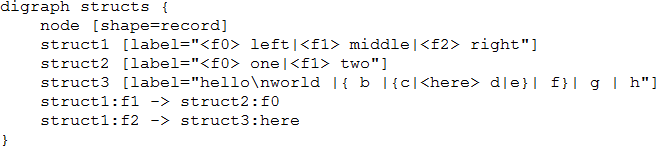 digraph structs {
    node [shape=record]
    struct1 [label="<f0> left|<f1> middle|<f2> right"]
    struct2 [label="<f0> one|<f1> two"]
    struct3 [label="hello\nworld |{ b |{c|<here> d|e}| f}| g | h"]
    struct1:f1 -> struct2:f0
    struct1:f2 -> struct3:here
}